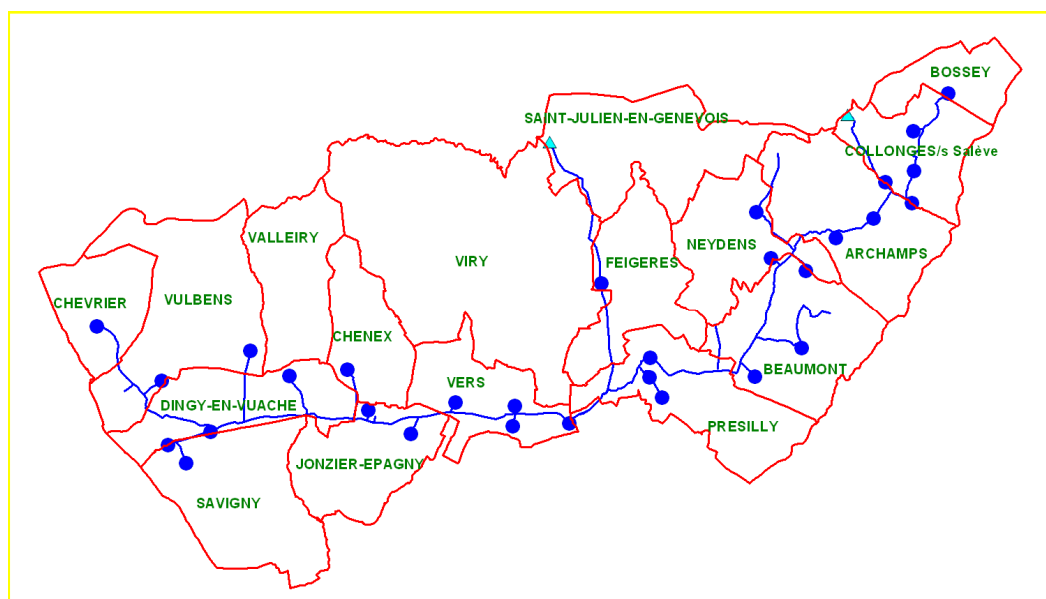 BOSSEY
SAINT-JULIEN-EN-GENEVOIS
COLLONGES/s Salève
VALLEIRY
NEYDENS
ARCHAMPS
VIRY
FEIGERES
CHEVRIER
VULBENS
CHENEX
BEAUMONT
VERS
DINGY-EN-VUACHE
PRESILLY
JONZIER-EPAGNY
SAVIGNY